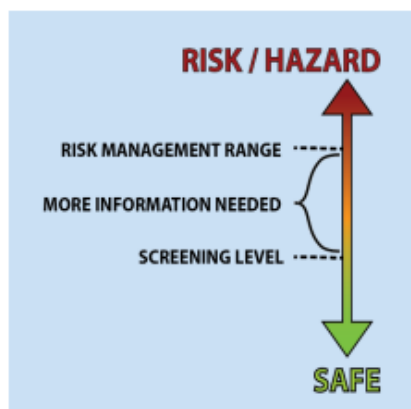 RISK / HAZARD
RISK MANAGEMENT RANGE
MORE INFORMATION NEEDED
SCREENING LEVEL
SAFE